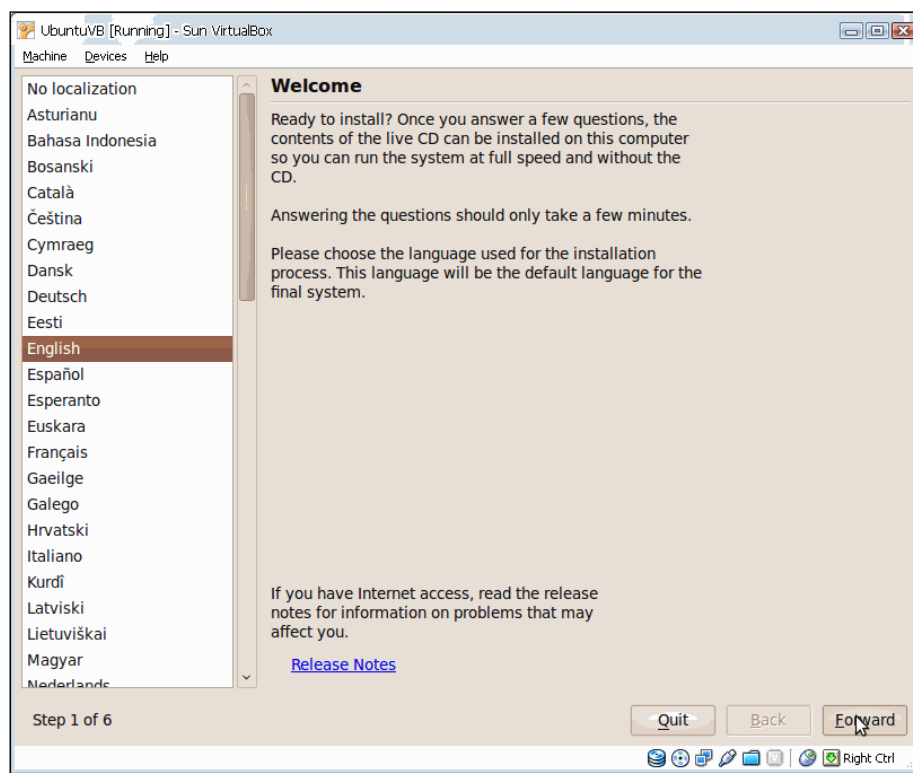 UbuntuVB [Running] - Sun VirtualBox
Machine Devices Help
No localization
Asturianu
Bahasa Indonesia
Bosanski
Català
Čeština
Cymraeg
Dansk
Deutsch
Eesti
English
Español
Esperanto
Euskara
Français
Gaeilge
Galego
Hrvatski
Italiano
Kurdî
Latviski
Lietuviškai
Magyar
Nederlands
Welcome
Ready to install? Once you answer a few questions, the
contents of the live CD can be installed on this computer
so you can run the system at full speed and without the
CD.
Answering the questions should only take a few minutes.
Please choose the language used for the installation
process. This language will be the default language for the
final system.
If you have Internet access, read the release
notes for information on problems that may
affect you.
Release Notes
Step 1 of 6
Quit Back Forward
Right Ctrl